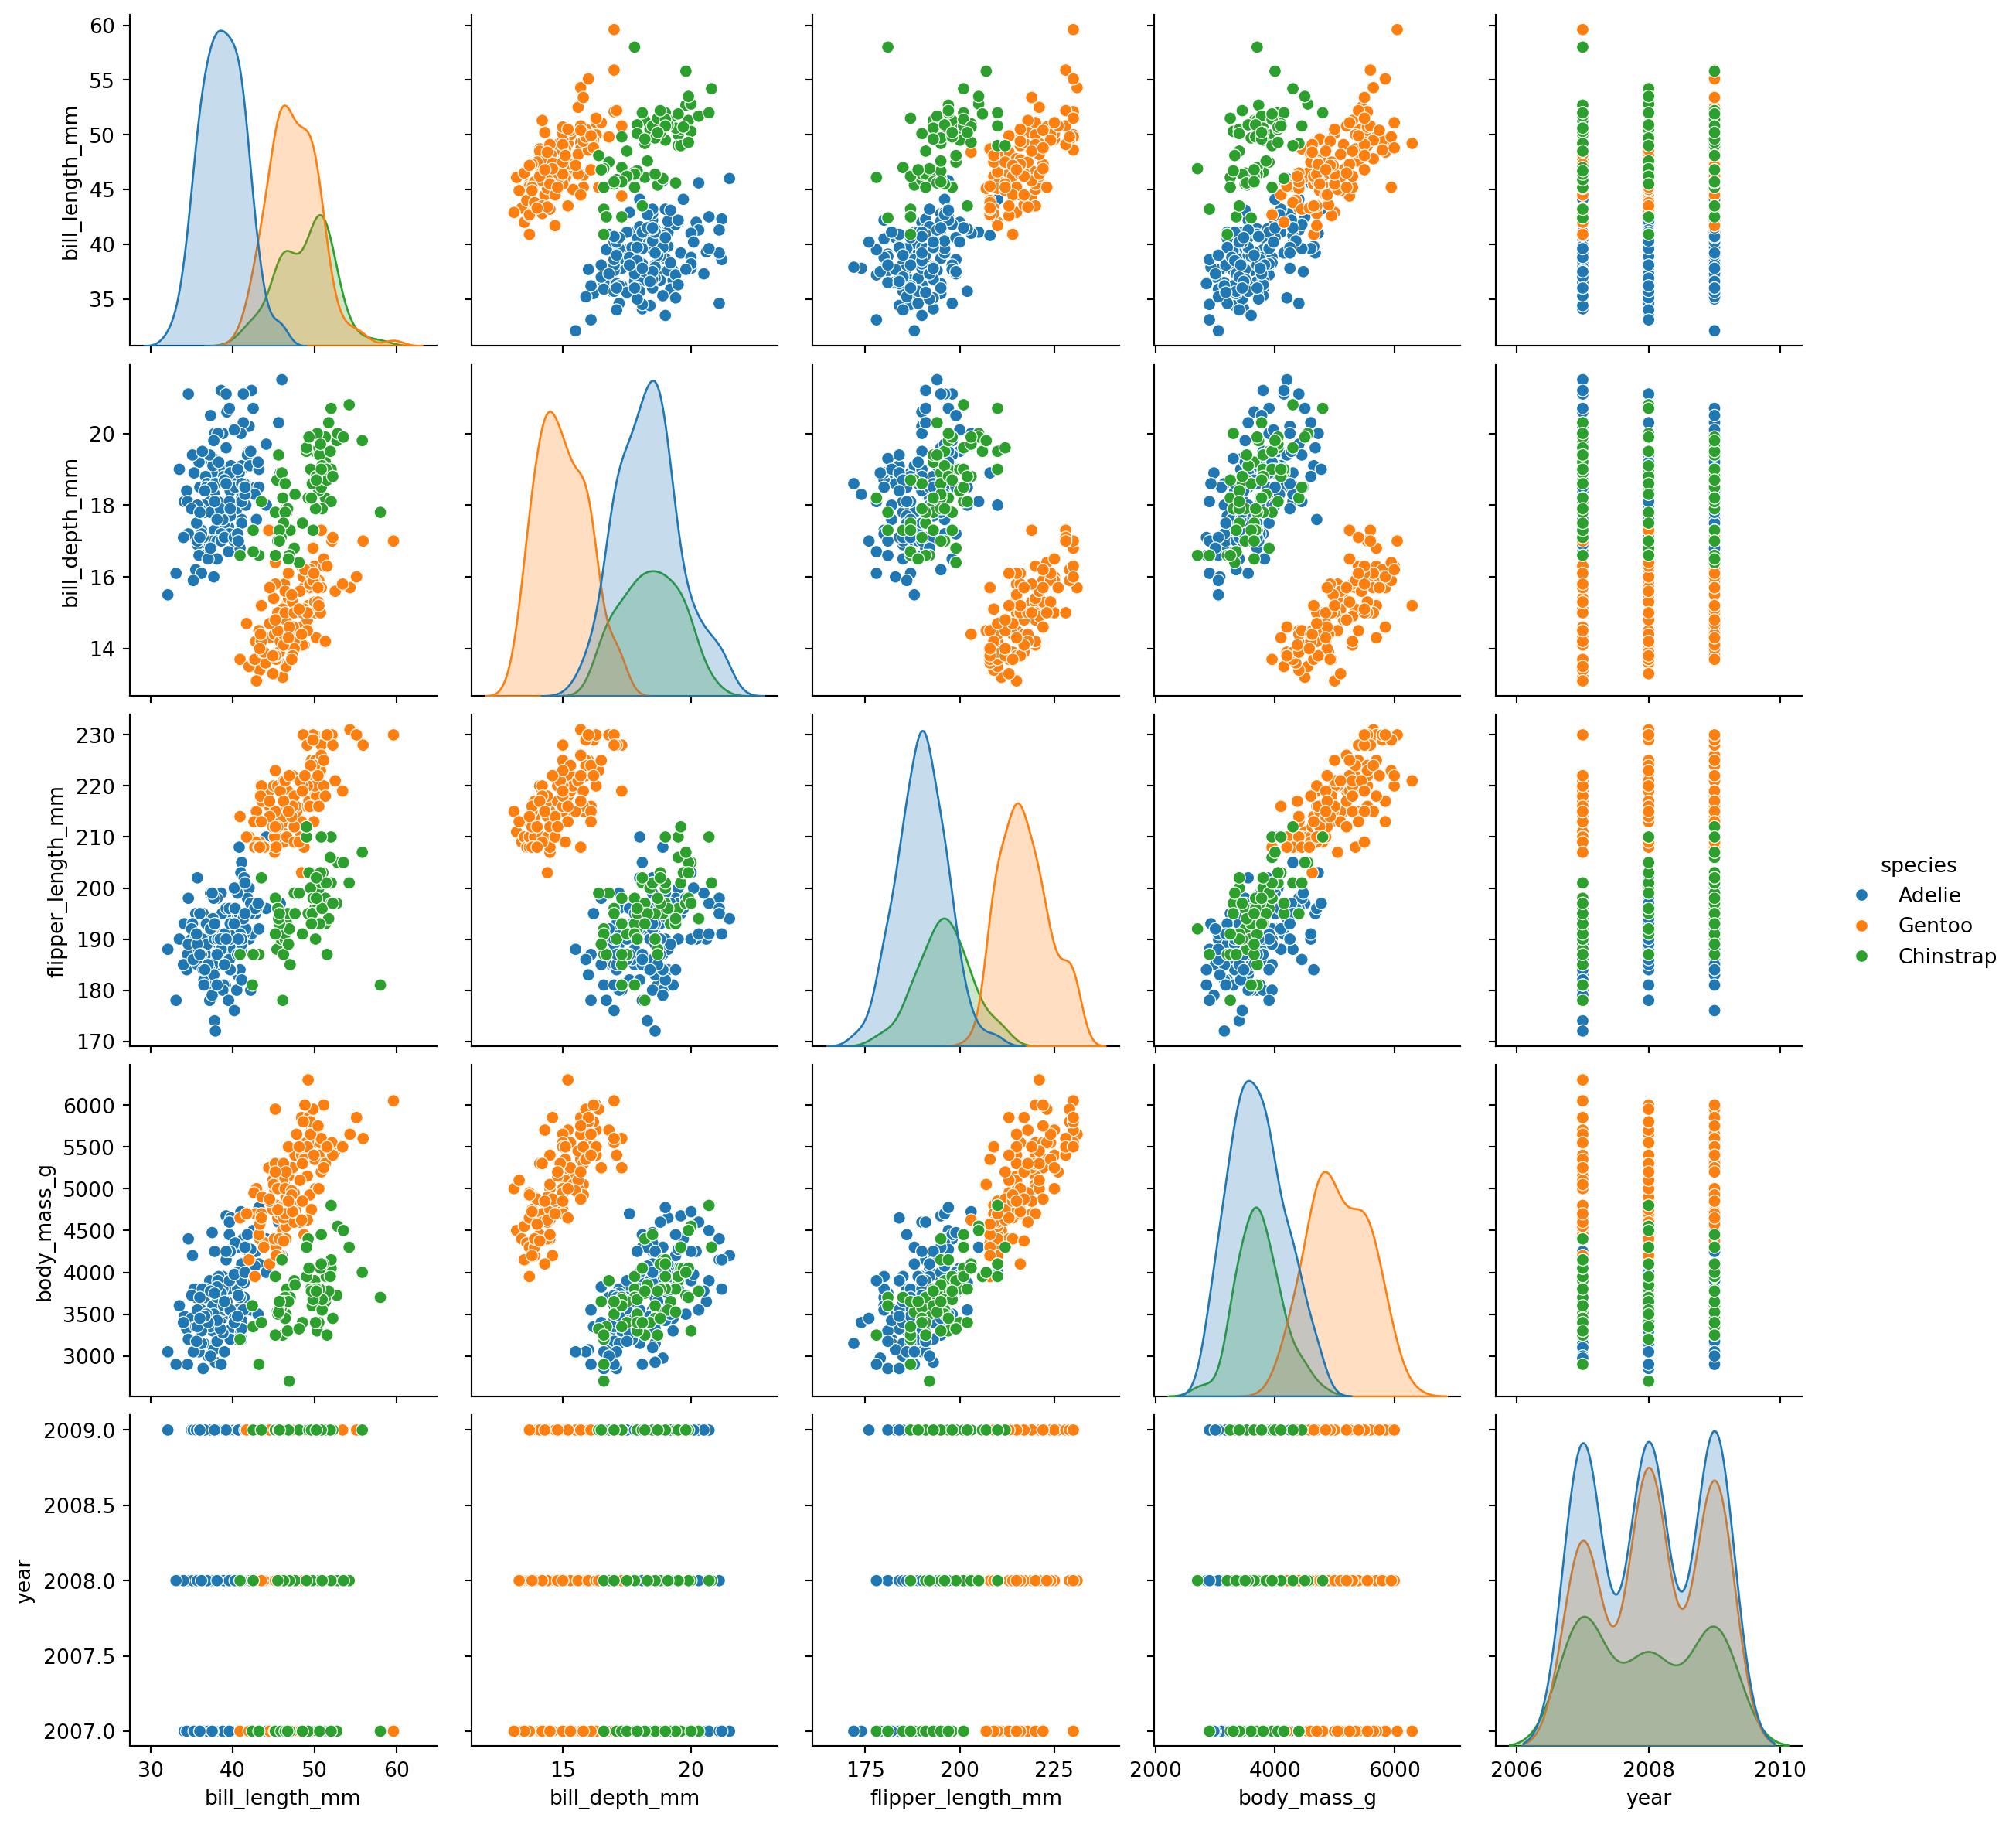 60
55
50
45
40
35
bill_length_mm
30 40 50 60
15 20
175 200 225
2000 4000 6000
2006 2008 2010
20
18
16
14
bill_depth_mm
230
220
210
200
190
180
170
flipper_length_mm
species
Adelie
Gentoo
Chinstrap
6000
5500
5000
4500
4000
3500
3000
body_mass_g
2009.0
2008.5
2008.0
2007.5
2007.0
year
bill_length_mm
bill_depth_mm
flipper_length_mm
body_mass_g
year